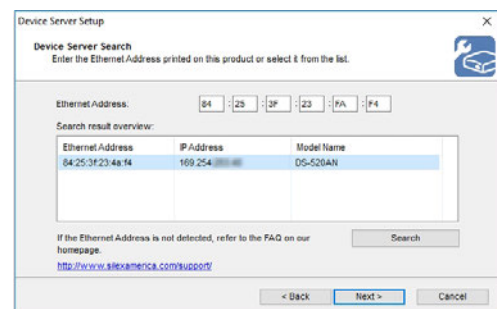 Device Server Setup
Device Server Search
Enter the Ethernet Address printed on this product or select it from the list.
Ethernet Address: 84 : 25 : 3F : 23 : FA : F4
Search result overview:
Ethernet Address IP Address Model Name
84:25:3f:23:4a:f4 169.254 DS-520AN
If the Ethernet Address is not detected, refer to the FAQ on our
homepage.
Search
http://www.silexamerica.com/support/
< Back Next > Cancel